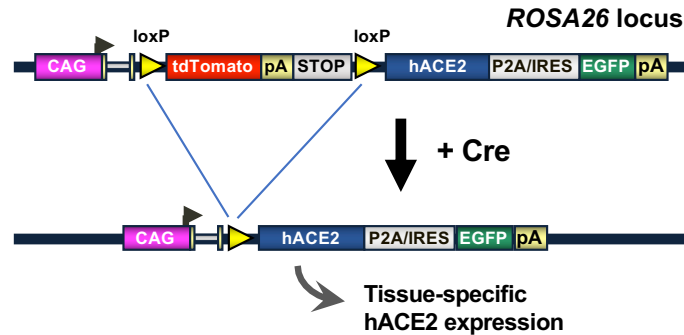 ROSA26 locus
loxP loxP
CAG tdTomato pA STOP hACE2 P2A/IRES EGFP pA
+ Cre
CAG hACE2 P2A/IRES EGFP pA
Tissue-specific
hACE2 expression